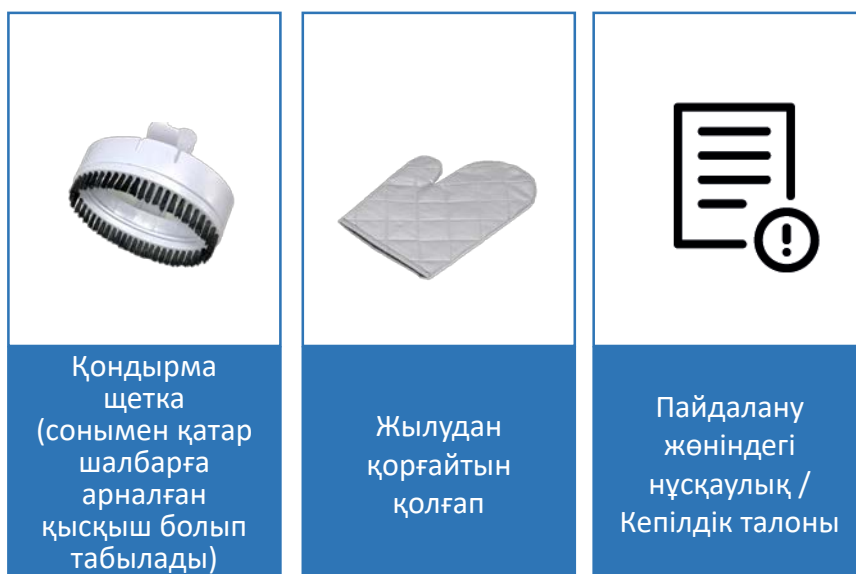 Қондырма
щетка
(сонымен қатар
шалбарға
арналған
қысқыш болып
табылады)
Жылудан
қорғайтын
қолғап
Пайдалану
жөніндегі
нұсқаулық /
Кепілдік талоны